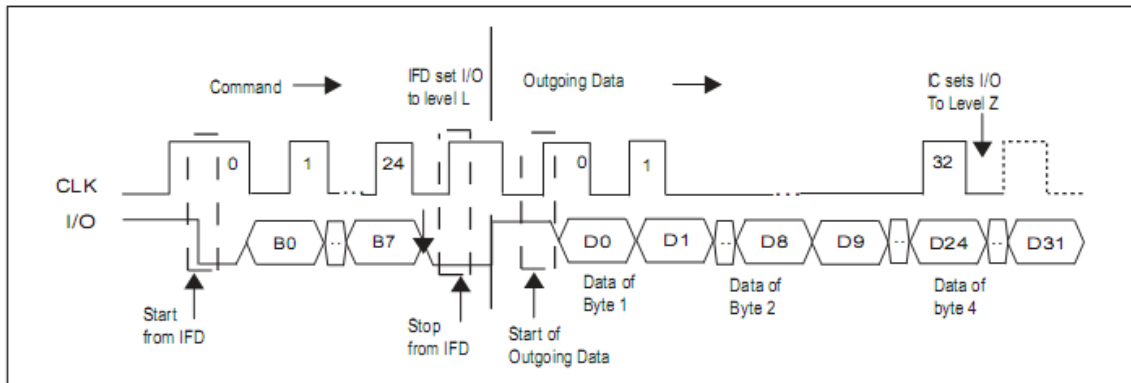 Command
IFD set I/O
to level L
Outgoing Data
IC sets I/O
To Level Z
CLK
0
1
24
0
1
32
I/O
B0
..
B7
D0
D1
..
D8
D9
..
D24
..
D31
Start
from IFD
Stop
from IFD
Start of
Outgoing Data
Data of
Byte 1
Data of
Byte 2
Data of
byte 4